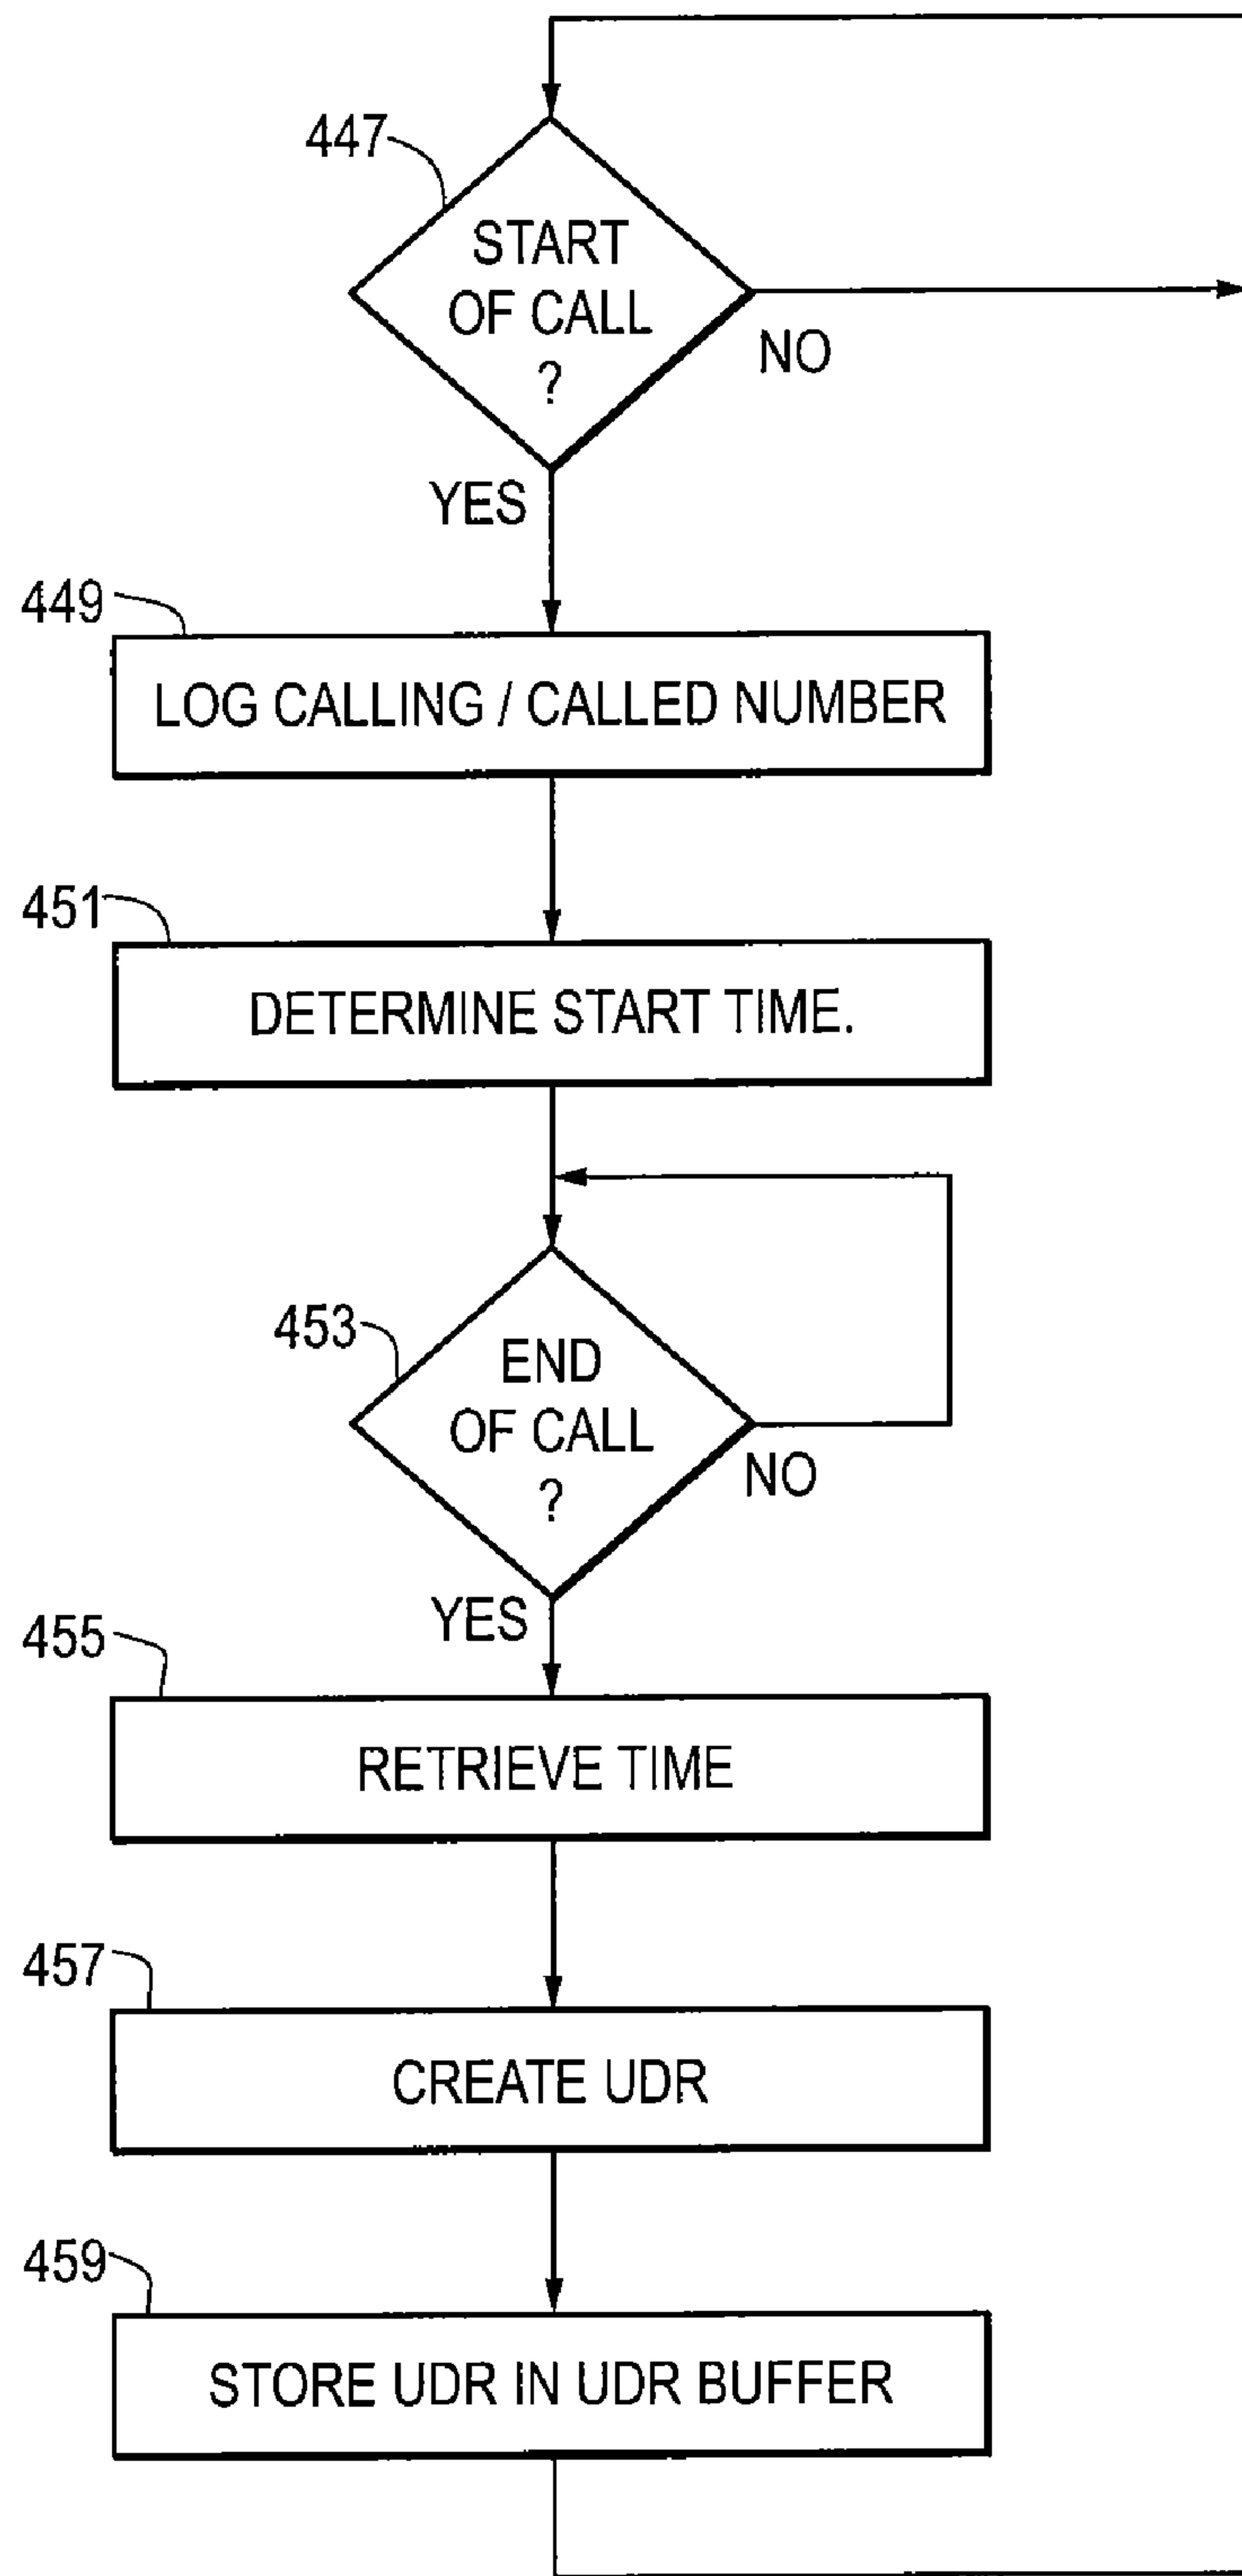 447
START
OF CALL
?
NO
YES
449
LOG CALLING / CALLED NUMBER
451
DETERMINE START TIME.
453
END
OF CALL
?
NO
YES
455
RETRIEVE TIME
457
CREATE UDR
459
STORE UDR IN UDR BUFFER